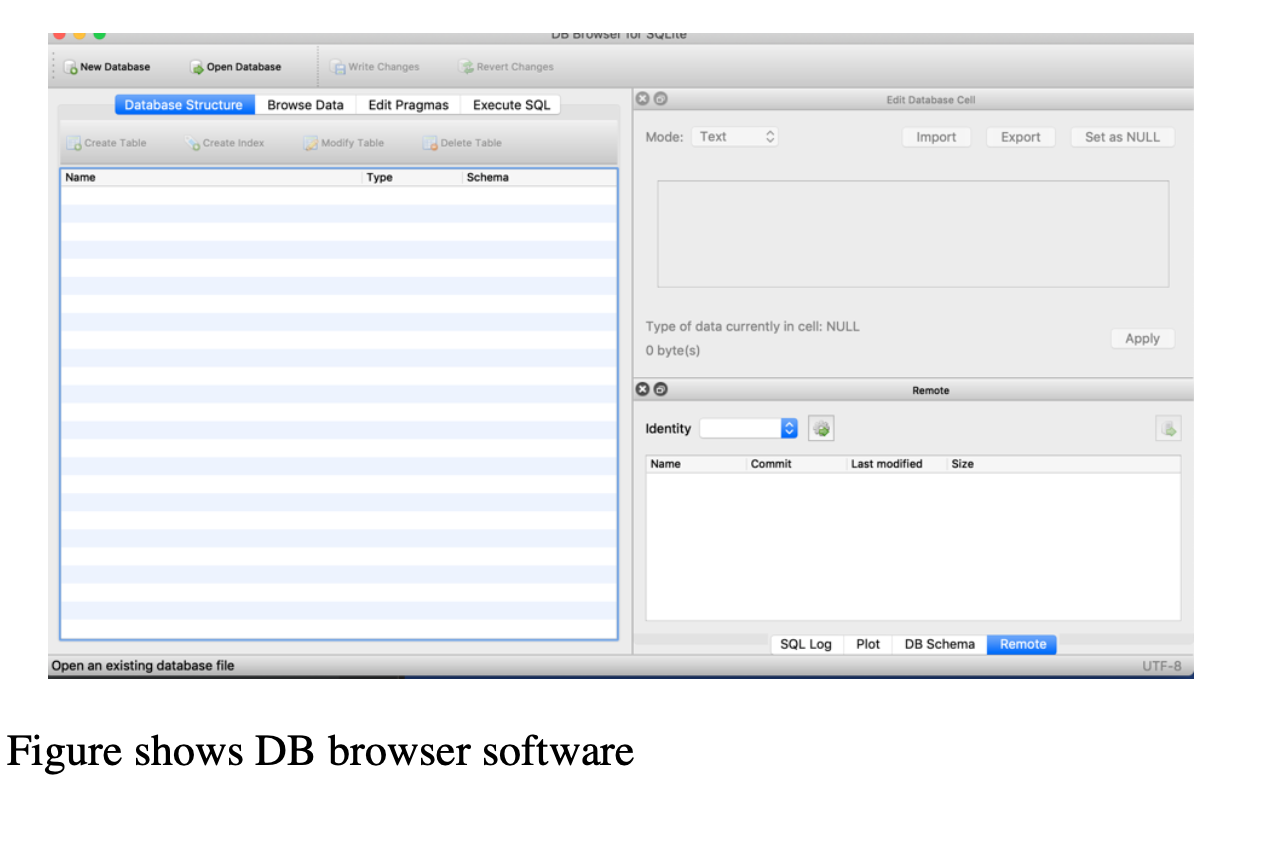 DB Browser for SQLite
New Database Open Database Write Changes Revert Changes
Database Structure Browse Data Edit Pragmas Execute SQL
Create Table Create Index Modify Table Delete Table
Name Type Schema
Edit Database Cell
Mode: Text Import Export Set as NULL
Type of data currently in cell: NULL
0 byte(s)
Apply
Remote
Identity
Name Commit Last modified Size
SQL Log Plot DB Schema Remote
Open an existing database file UTF-8
Figure shows DB browser software